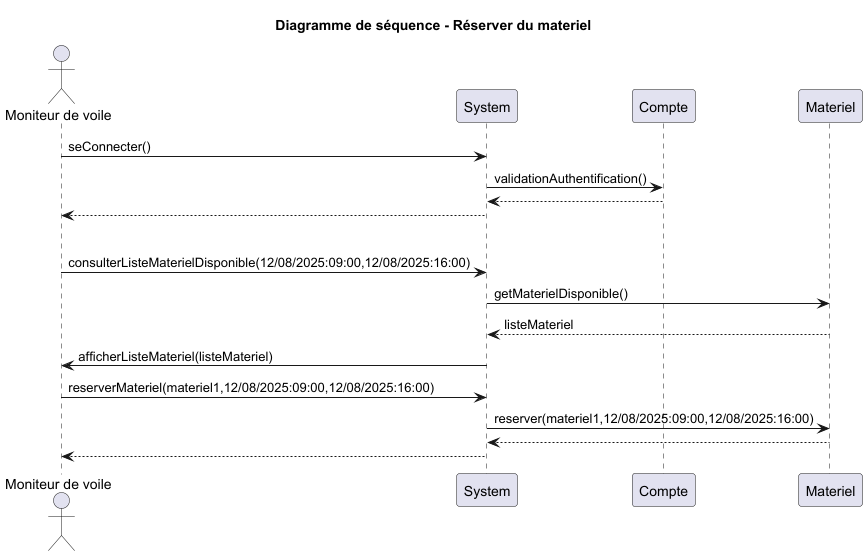 Diagramme de séquence - Réserver du materiel
Moniteur de voile
System
Compte
Materiel
seConnecter()
validationAuthentification()
consulterListeMaterielDisponible(12/08/2025:09:00,12/08/2025:16:00)
getMaterielDisponible()
listeMateriel
afficherListeMateriel(listeMateriel)
reserverMateriel(materiel1,12/08/2025:09:00,12/08/2025:16:00)
reserver(materiel1,12/08/2025:09:00,12/08/2025:16:00)
Moniteur de voile
System
Compte
Materiel